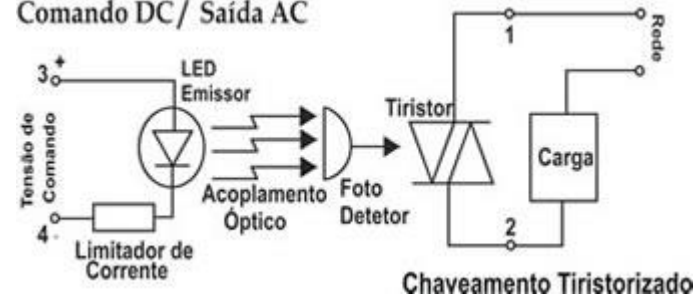 Comando DC/ Saída AC
3 +
LED
Emissor
Tensão de
Comando
4 -
Limitador de
Corrente
Acoplamento
Óptico
Foto
Detetor
Tiristor
1
2
Carga
Rede
Chaveamento Tiristorizado